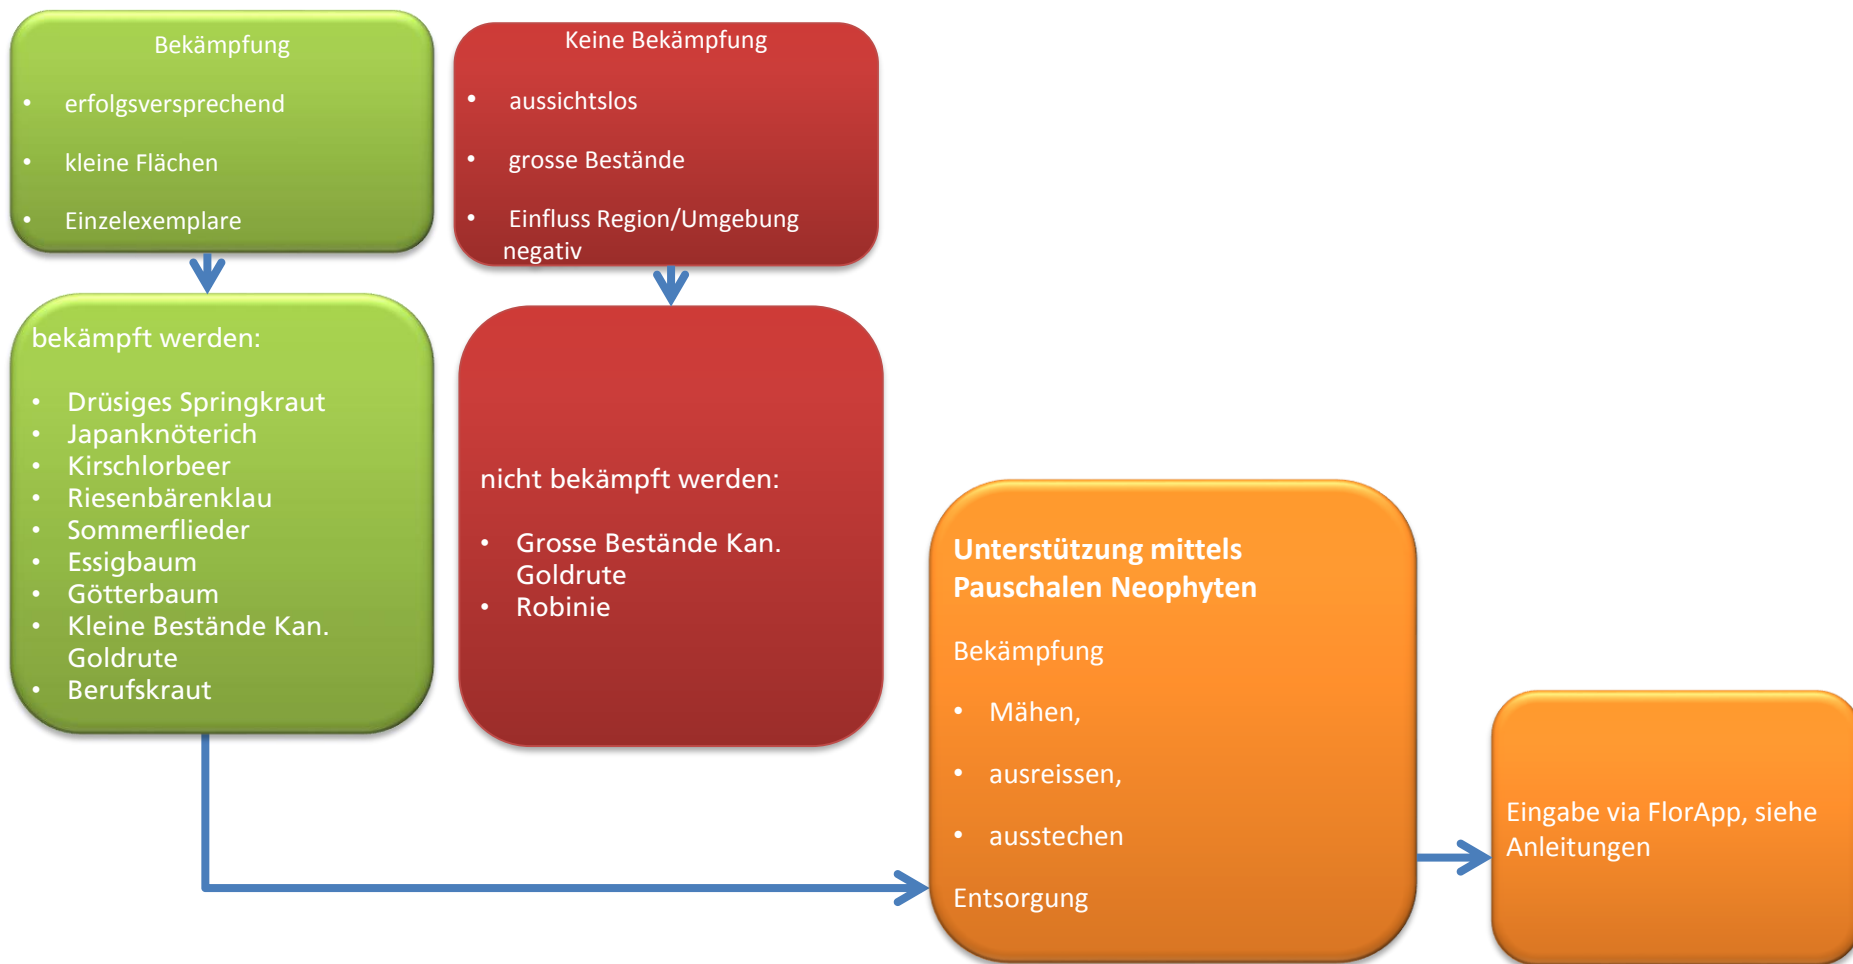 Bekämpfung
• erfolgsversprechend
• kleine Flächen
• Einzelexemplare
Keine Bekämpfung
• aussichtslos
• grosse Bestände
• Einfluss Region/Umgebung
negativ
bekämpft werden:
• Drüsiges Springkraut
• Japanknöterich
• Kirschlorbeer
• Riesenbärenklau
• Sommerflieder
• Essigbaum
• Götterbaum
• Kleine Bestände Kan.
Goldrute
• Berufskraut
nicht bekämpft werden:
• Grosse Bestände Kan.
Goldrute
• Robinie
Unterstützung mittels
Pauschalen Neophyten
Bekämpfung
• Mähen,
• ausreissen,
• ausstechen
Entsorgung
Eingabe via FlorApp, siehe
Anleitungen